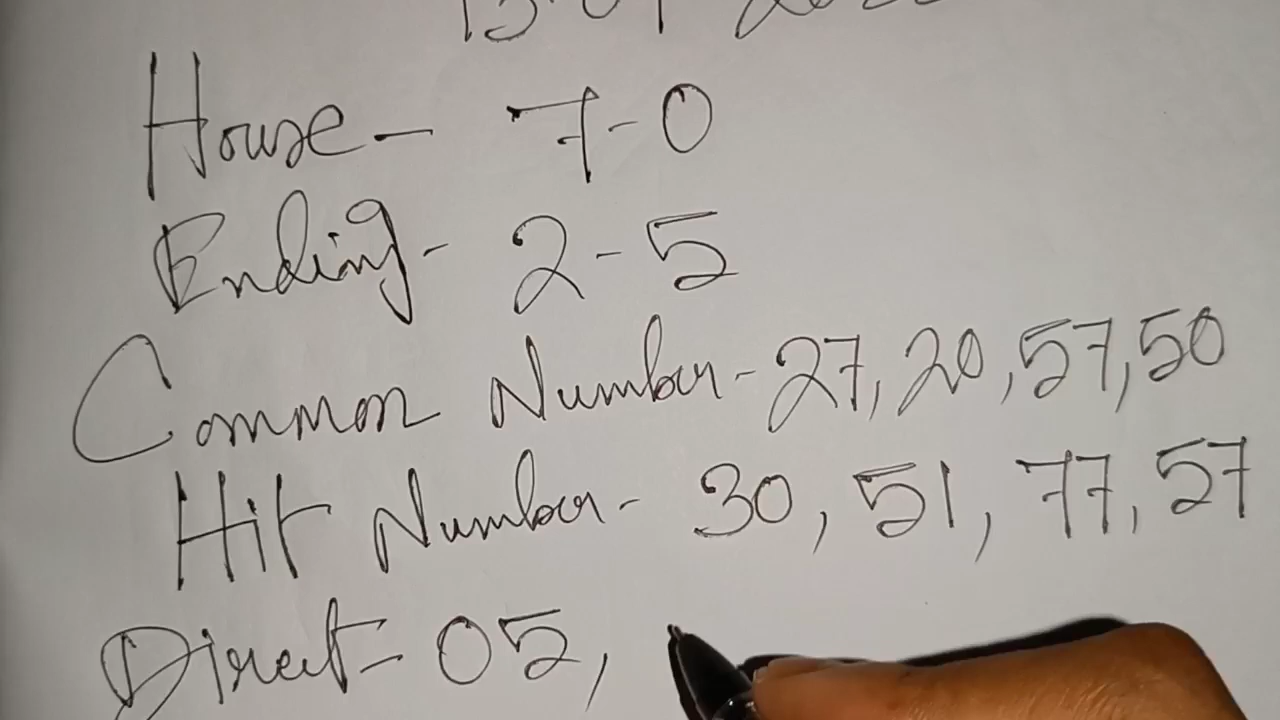 House- 7-0
Ending- 2-5
Common Number- 27, 20, 57, 50
Hit Number- 30, 51, 77, 57
Direct= 05,